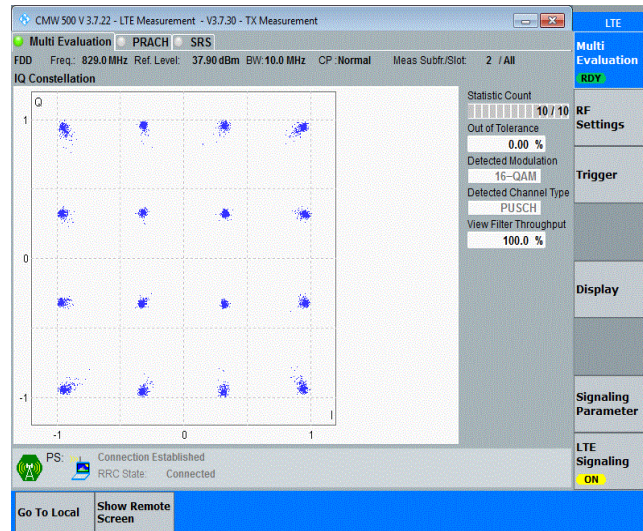 CMW 500 V 3.7.22 - LTE Measurement - V3.7.30 - TX Measurement
LTE
Multi Evaluation PRACH SRS
Multi
Evaluation
RDY
FDD Freq.: 829.0 MHz Ref. Level: 37.90 dBm BW: 10.0 MHz CP : Normal Meas Subfr./Slot: 2 / All
IQ Constellation
Q
1
0
-1
-1 0 1
I
Statistic Count
10 / 10
Out of Tolerance
0.00 %
Detected Modulation
16-QAM
Detected Channel Type
PUSCH
View Filter Throughput
100.0 %
RF
Settings
Trigger
Display
Signaling
Parameter
LTE
Signaling
ON
PS: Connection Established
RRC State: Connected
Go To Local
Show Remote
Screen